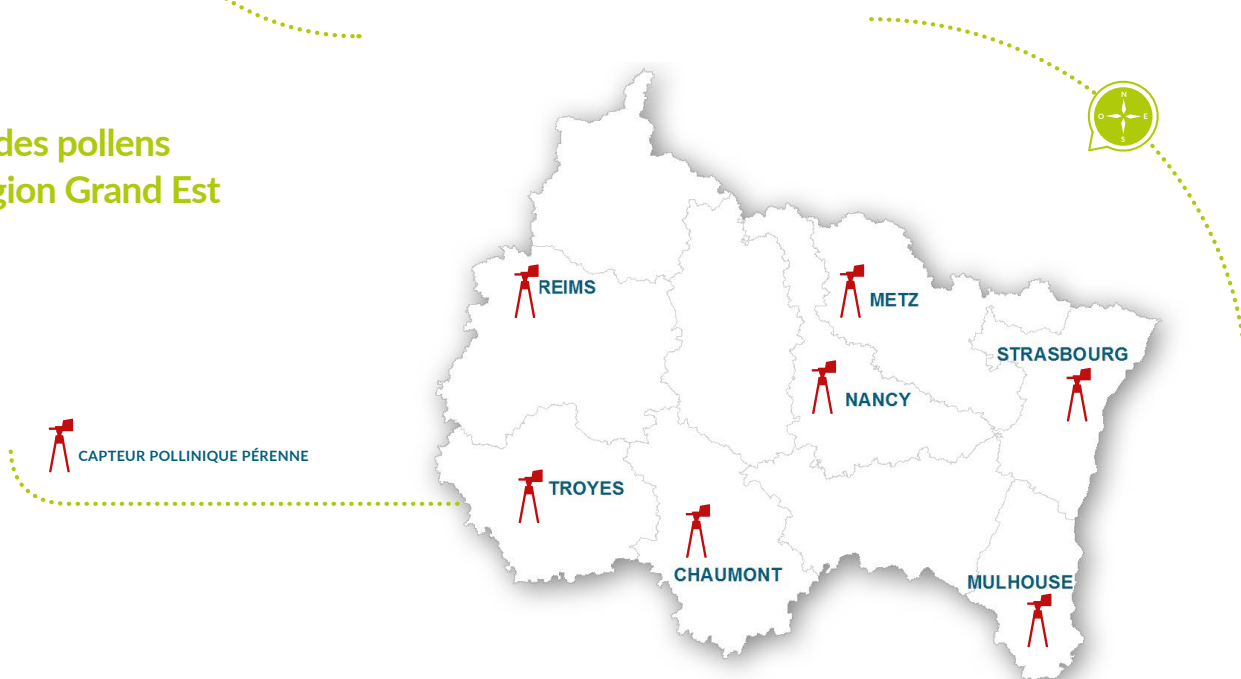 des pollens
gion Grand Est
N
O E
S
REIMS
METZ
STRASBOURG
NANCY
CAPTEUR POLLINIQUE PÉRENNE
TROYES
CHAUMONT
MULHOUSE